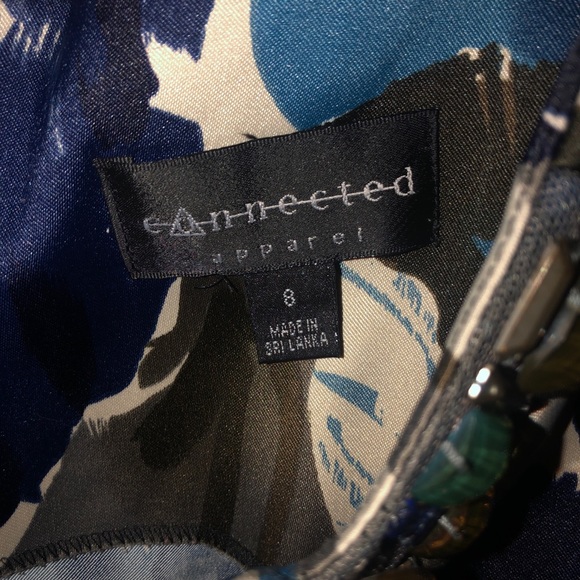 connected
apparel
8
MADE IN
SRI LANKA